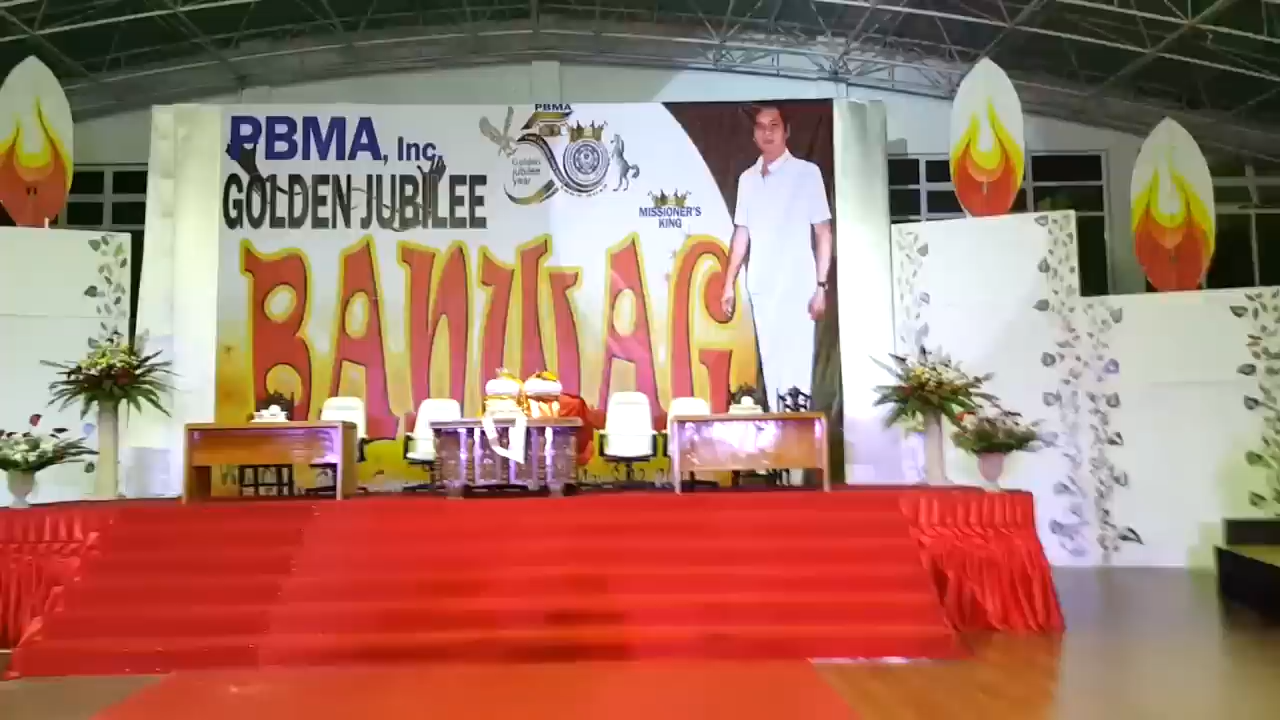 PBMA, Inc.
GOLDEN JUBILEE
PBMA
Golden
jubilee
year
MISSIONER'S
KING
BANWAG